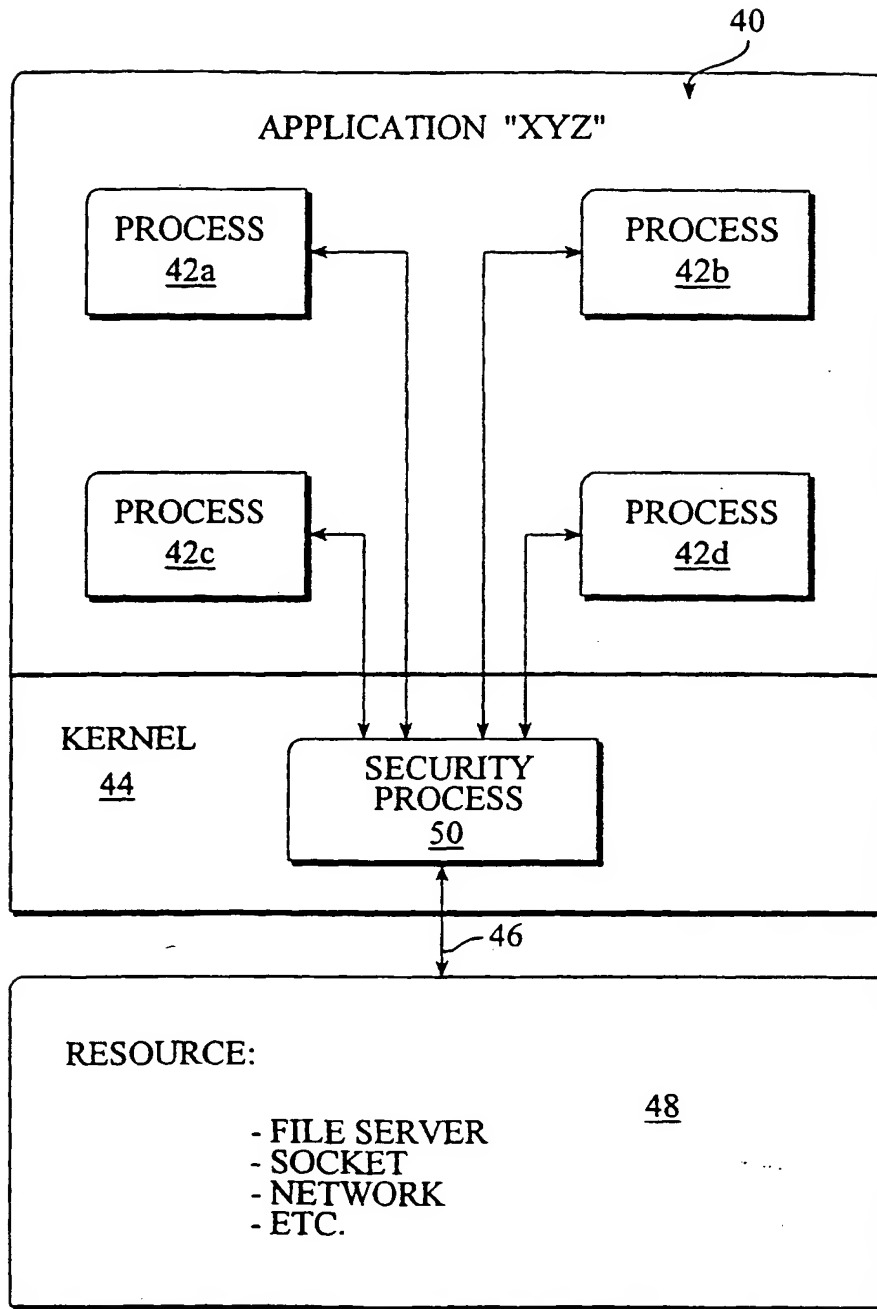 40
APPLICATION "XYZ"
PROCESS
42a
PROCESS
42b
PROCESS
42c
PROCESS
42d
KERNEL
44
SECURITY
PROCESS
50
46
RESOURCE:
48
- FILE SERVER
- SOCKET
- NETWORK
- ETC.